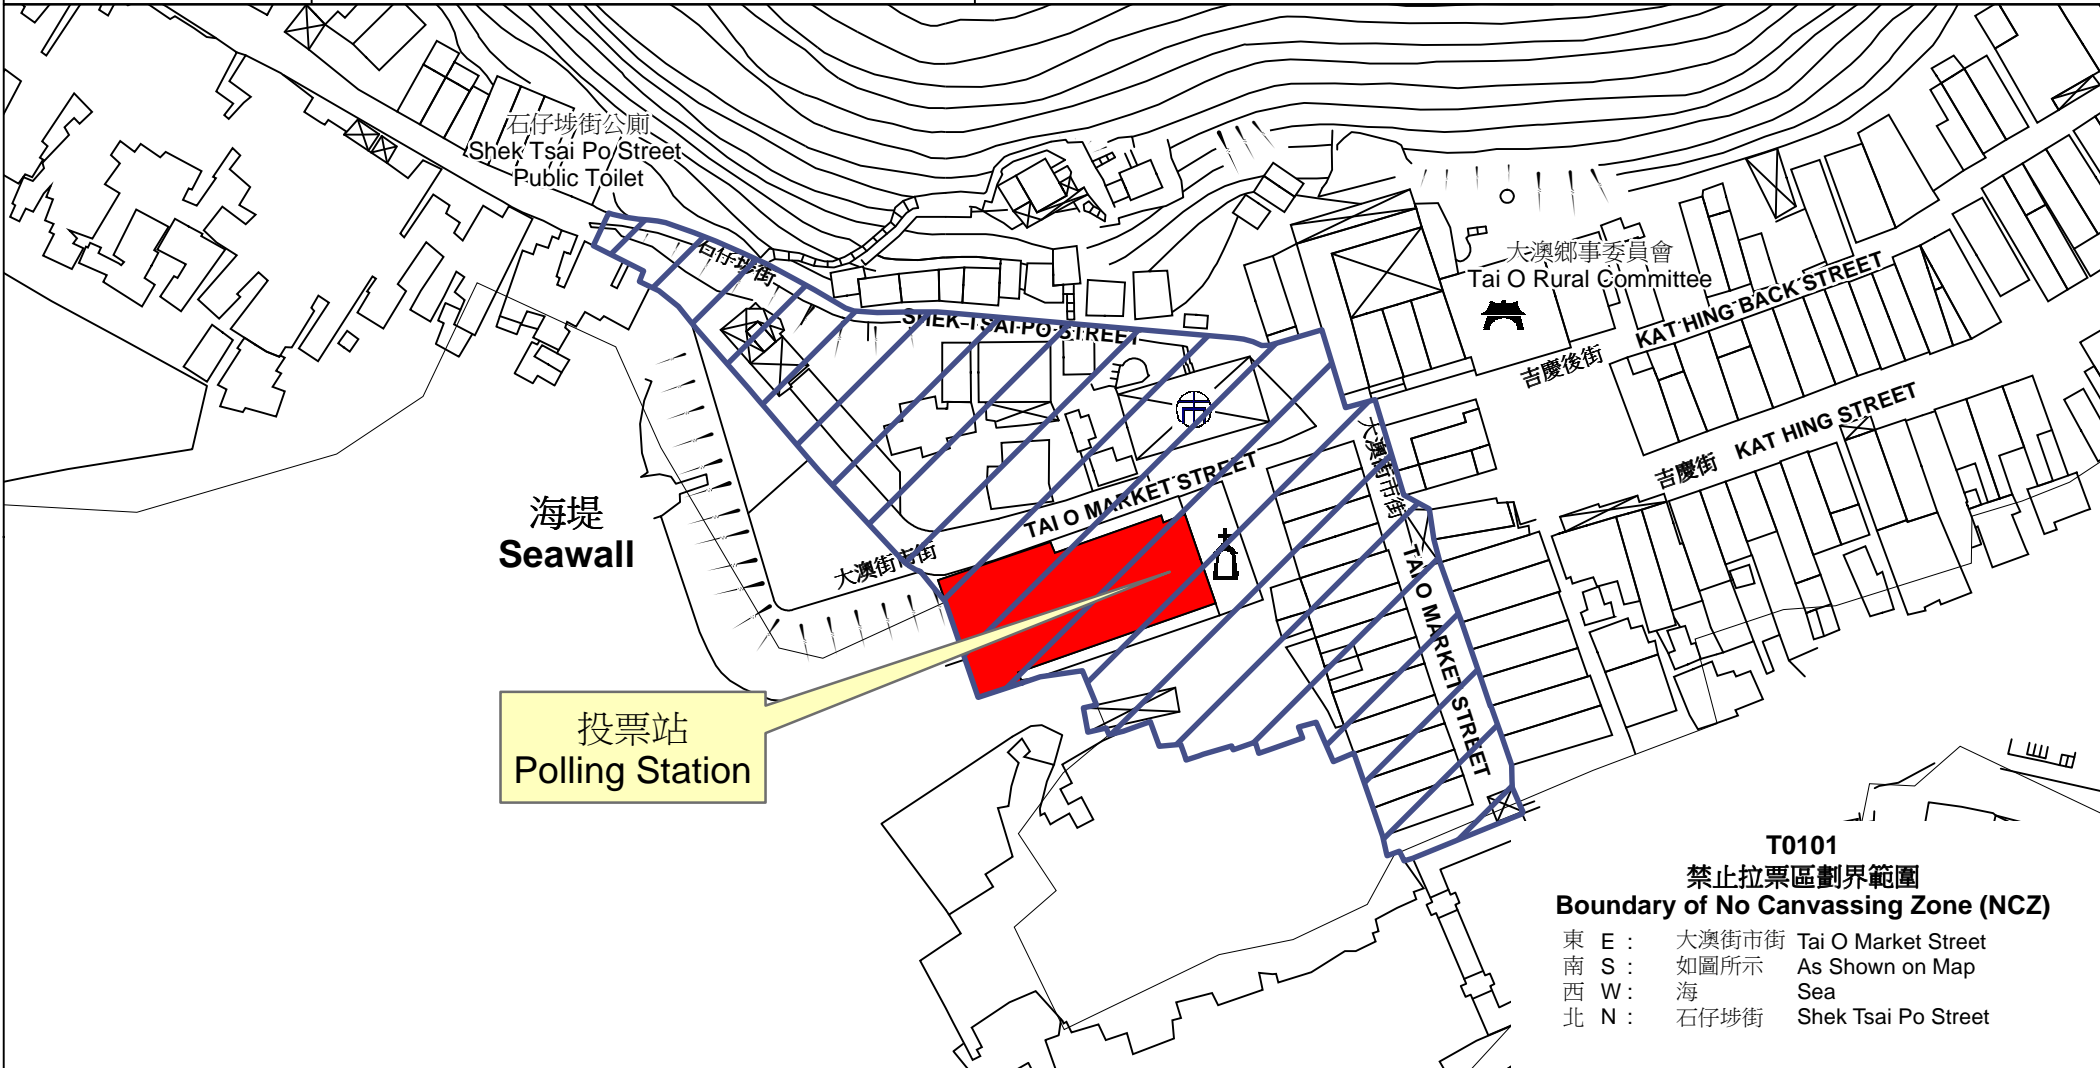 石仔埗街公廁
Shek Tsai Po Street
Public Toilet
石仔埗街
SHEK TSAI PO STREET
大澳鄉事委員會
Tai O Rural Committee
吉慶後街 KAT HING BACK STREET
吉慶街 KAT HING STREET
大澳街市街
TAI O MARKET STREET
海堤
Seawall
大澳街市街 TAI O MARKET STREET
投票站
Polling Station
T0101
禁止拉票區劃界範圍
Boundary of No Canvassing Zone (NCZ)
東 E : 大澳街市街 Tai O Market Street
南 S : 如圖所示 As Shown on Map
西 W : 海 Sea
北 N : 石仔埗街 Shek Tsai Po Street